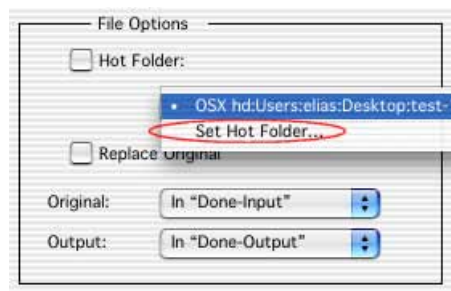 File Options
Hot Folder:
• OSX hd:Users:elias:Desktop:test-
Set Hot Folder...
Replace Original
Original: In “Done-Input”
Output: In “Done-Output”